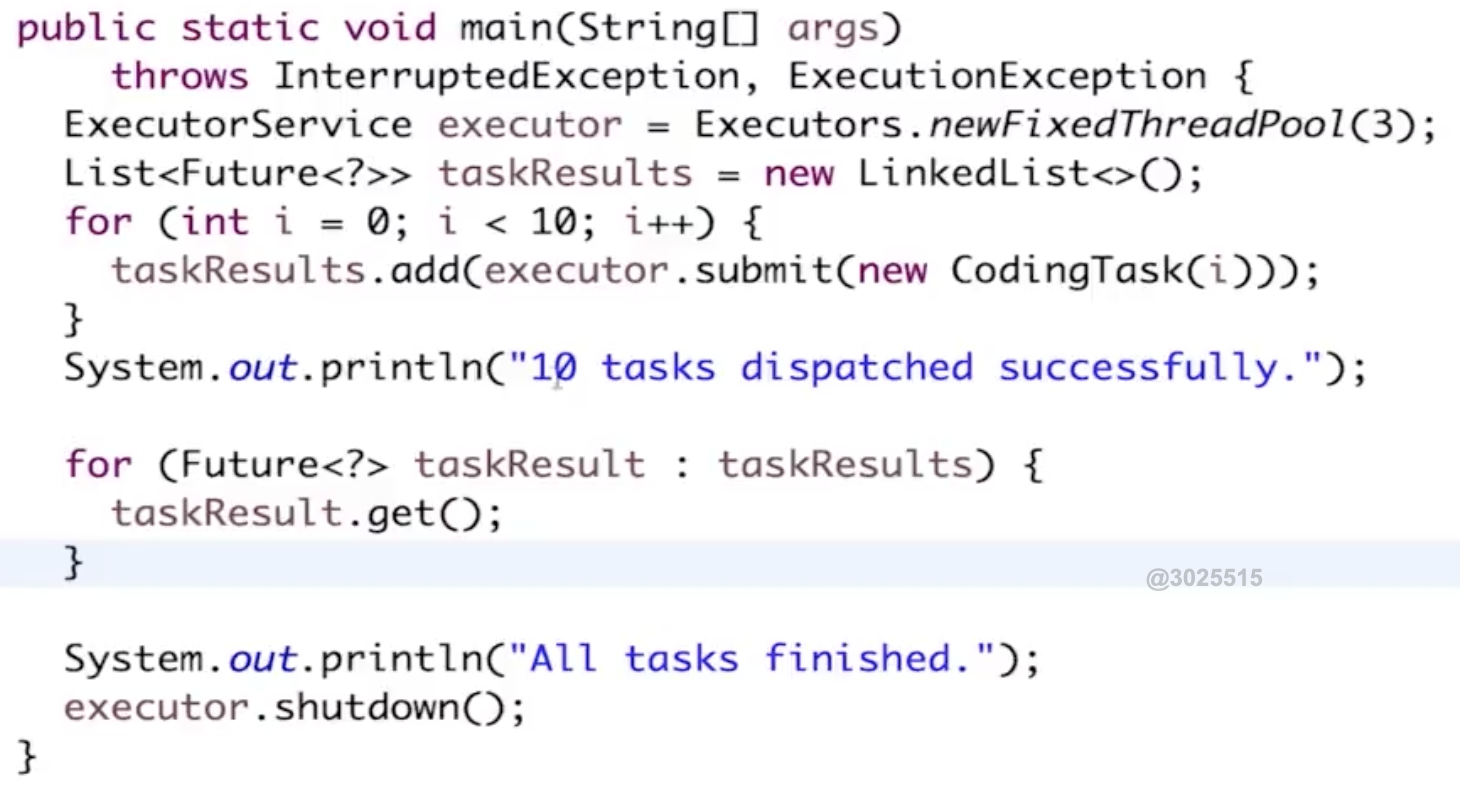 public static void main(String[] args)
    throws InterruptedException, ExecutionException {
  ExecutorService executor = Executors.newFixedThreadPool(3);
  List<Future<?>> taskResults = new LinkedList<>();
  for (int i = 0; i < 10; i++) {
    taskResults.add(executor.submit(new CodingTask(i)));
  }
  System.out.println("10 tasks dispatched successfully.");

  for (Future<?> taskResult : taskResults) {
    taskResult.get();
  }
@3025515

  System.out.println("All tasks finished.");
  executor.shutdown();
}